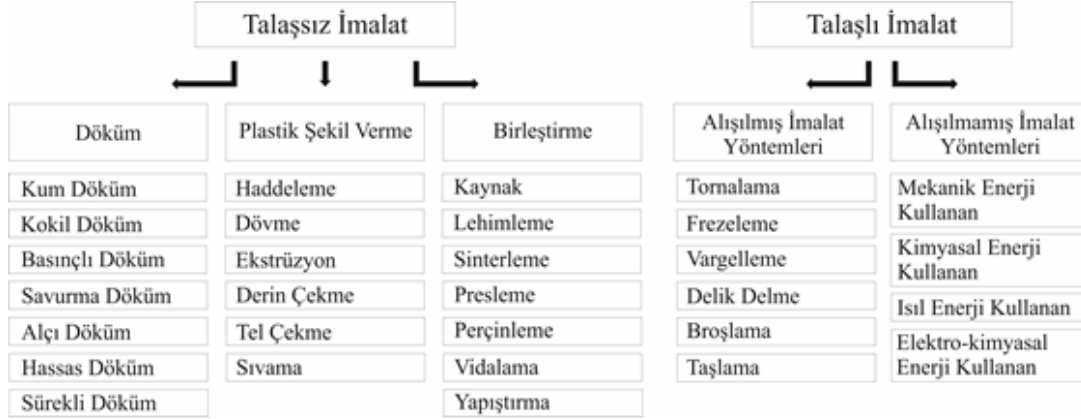 Talaşsız İmalat
Talaşlı İmalat
Döküm
Kum Döküm
Kokil Döküm
Basınçlı Döküm
Savurma Döküm
Alçı Döküm
Hassas Döküm
Sürekli Döküm
Plastik Şekil Verme
Haddeleme
Dövme
Ekstrüzyon
Derin Çekme
Tel Çekme
Sıvama
Birleştirme
Kaynak
Lehimleme
Sinterleme
Presleme
Perçinleme
Vidalama
Yapıştırma
Alışılmış İmalat
Yöntemleri
Tornalama
Frezeleme
Vargelleme
Delik Delme
Broşlama
Taşlama
Alışılmamış İmalat
Yöntemleri
Mekanik Enerji
Kullanan
Kimyasal Enerji
Kullanan
Isıl Enerji Kullanan
Elektro-kimyasal
Enerji Kullanan